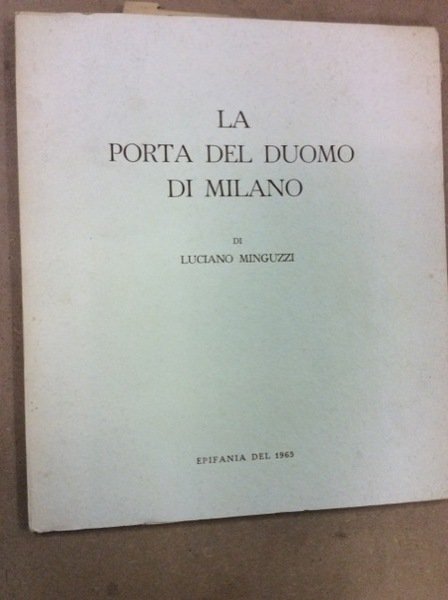 LA
PORTA DEL DUOMO
DI MILANO
DI
LUCIANO MINGUZZI
EPIFANIA DEL 1965